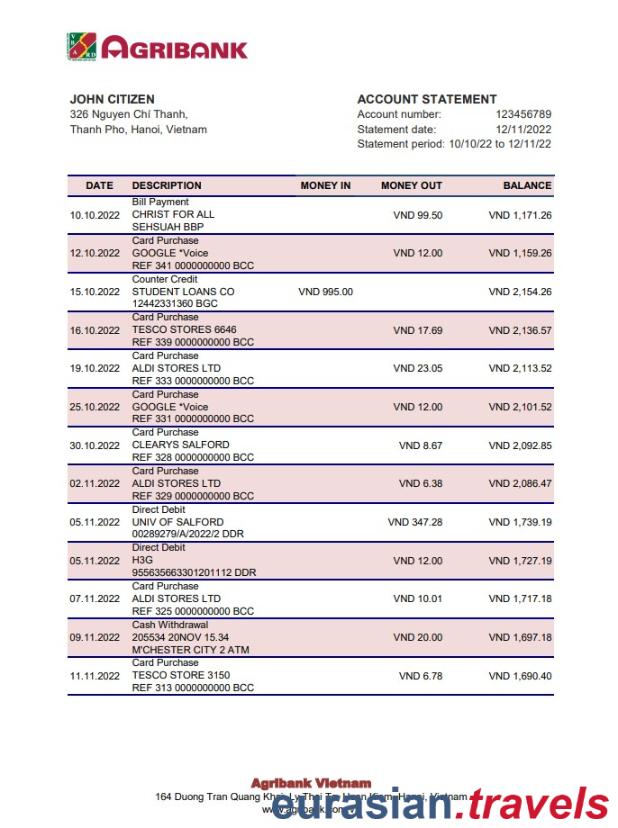 VBARD AGRIBANK
JOHN CITIZEN
326 Nguyen Chí Thanh,
Thanh Pho, Hanoi, Vietnam
ACCOUNT STATEMENT
Account number: 123456789
Statement date: 12/11/2022
Statement period: 10/10/22 to 12/11/22
DATE DESCRIPTION MONEY IN MONEY OUT BALANCE
Bill Payment
10.10.2022 CHRIST FOR ALL VND 99.50 VND 1,171.26
SEHSUAH BBP
Card Purchase
12.10.2022 GOOGLE *Voice VND 12.00 VND 1,159.26
REF 341 0000000000 BCC
Counter Credit
15.10.2022 STUDENT LOANS CO VND 995.00 VND 2,154.26
12442331360 BGC
Card Purchase
16.10.2022 TESCO STORES 6646 VND 17.69 VND 2,136.57
REF 339 0000000000 BCC
Card Purchase
19.10.2022 ALDI STORES LTD VND 23.05 VND 2,113.52
REF 333 0000000000 BCC
Card Purchase
25.10.2022 GOOGLE *Voice VND 12.00 VND 2,101.52
REF 331 0000000000 BCC
Card Purchase
30.10.2022 CLEARYS SALFORD VND 8.67 VND 2,092.85
REF 328 0000000000 BCC
Card Purchase
02.11.2022 ALDI STORES LTD VND 6.38 VND 2,086.47
REF 329 0000000000 BCC
Direct Debit
05.11.2022 UNIV OF SALFORD VND 347.28 VND 1,739.19
00289279/A/2022/2 DDR
Direct Debit
05.11.2022 H3G VND 12.00 VND 1,727.19
955635663301201112 DDR
Card Purchase
07.11.2022 ALDI STORES LTD VND 10.01 VND 1,717.18
REF 325 0000000000 BCC
Cash Withdrawal
09.11.2022 205534 20NOV 15.34 VND 20.00 VND 1,697.18
M'CHESTER CITY 2 ATM
Card Purchase
11.11.2022 TESCO STORE 3150 VND 6.78 VND 1,690.40
REF 313 0000000000 BCC
Agribank Vietnam
164 Duong Tran Quang Hanoi, Vietnam
eurasian.travels